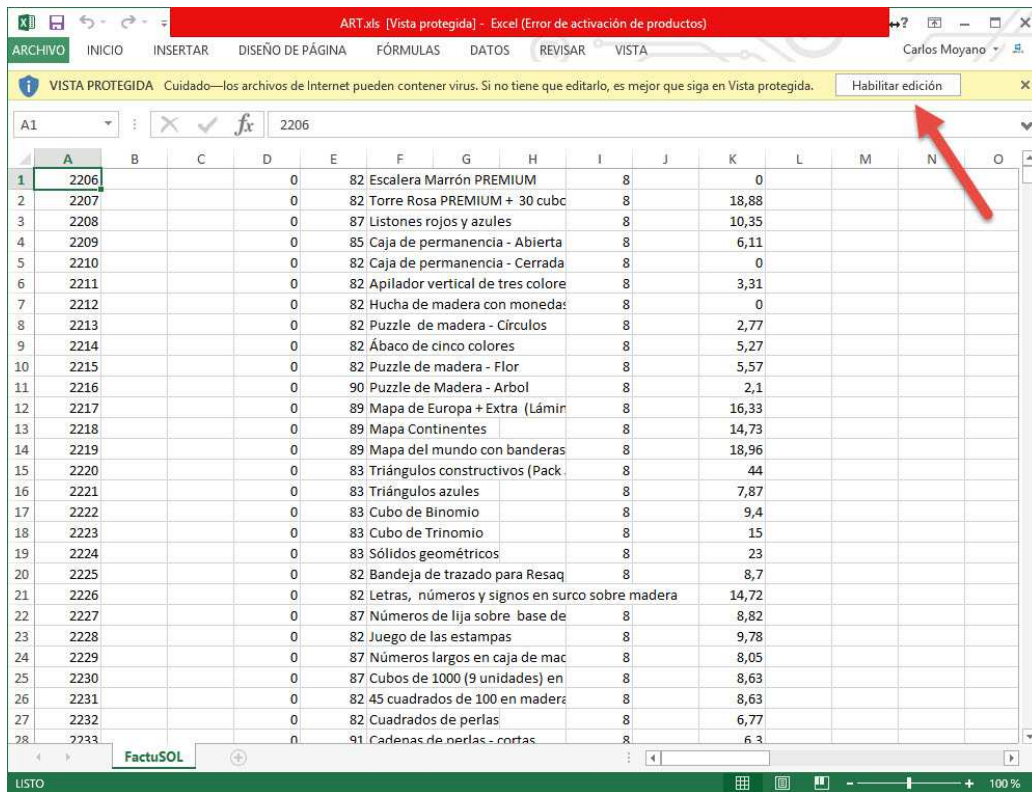 ART.xls [Vista protegida] - Excel (Error de activación de productos)
ARCHIVO INICIO INSERTAR DISEÑO DE PÁGINA FÓRMULAS DATOS REVISAR VISTA Carlos Moyano
VISTA PROTEGIDA Cuidado—los archivos de Internet pueden contener virus. Si no tiene que editarlo, es mejor que siga en Vista protegida. Habilitar edición
A1 fx 2206
A B C D E F G H I J K L M N O
1 2206 0 82 Escalera Marrón PREMIUM 8 0
2 2207 0 82 Torre Rosa PREMIUM + 30 cubc 8 18,88
3 2208 0 87 Listones rojos y azules 8 10,35
4 2209 0 85 Caja de permanencia - Abierta 8 6,11
5 2210 0 82 Caja de permanencia - Cerrada 8 0
6 2211 0 82 Apilador vertical de tres colore 8 3,31
7 2212 0 82 Hucha de madera con monedas 8 0
8 2213 0 82 Puzzle de madera - Círculos 8 2,77
9 2214 0 82 Ábaco de cinco colores 8 5,27
10 2215 0 82 Puzzle de madera - Flor 8 5,57
11 2216 0 90 Puzzle de Madera - Arbol 8 2,1
12 2217 0 89 Mapa de Europa + Extra (Lámin 8 16,33
13 2218 0 89 Mapa Continentes 8 14,73
14 2219 0 89 Mapa del mundo con banderas 8 18,96
15 2220 0 83 Triángulos constructivos (Pack 8 44
16 2221 0 83 Triángulos azules 8 7,87
17 2222 0 83 Cubo de Binomio 8 9,4
18 2223 0 83 Cubo de Trinomio 8 15
19 2224 0 83 Sólidos geométricos 8 23
20 2225 0 82 Bandeja de trazado para Resaq 8 8,7
21 2226 0 82 Letras, números y signos en surco sobre madera 14,72
22 2227 0 87 Números de lija sobre base de 8 8,82
23 2228 0 82 Juego de las estampas 8 9,78
24 2229 0 87 Números largos en caja de mad 8 8,05
25 2230 0 87 Cubos de 1000 (9 unidades) en 8 8,63
26 2231 0 82 45 cuadrados de 100 en madera 8 8,63
27 2232 0 82 Cuadrados de perlas 8 6,77
28 2233 0 91 Cadenas de perlas - cortas 8 6,3
FactuSOL
LISTO 100 %